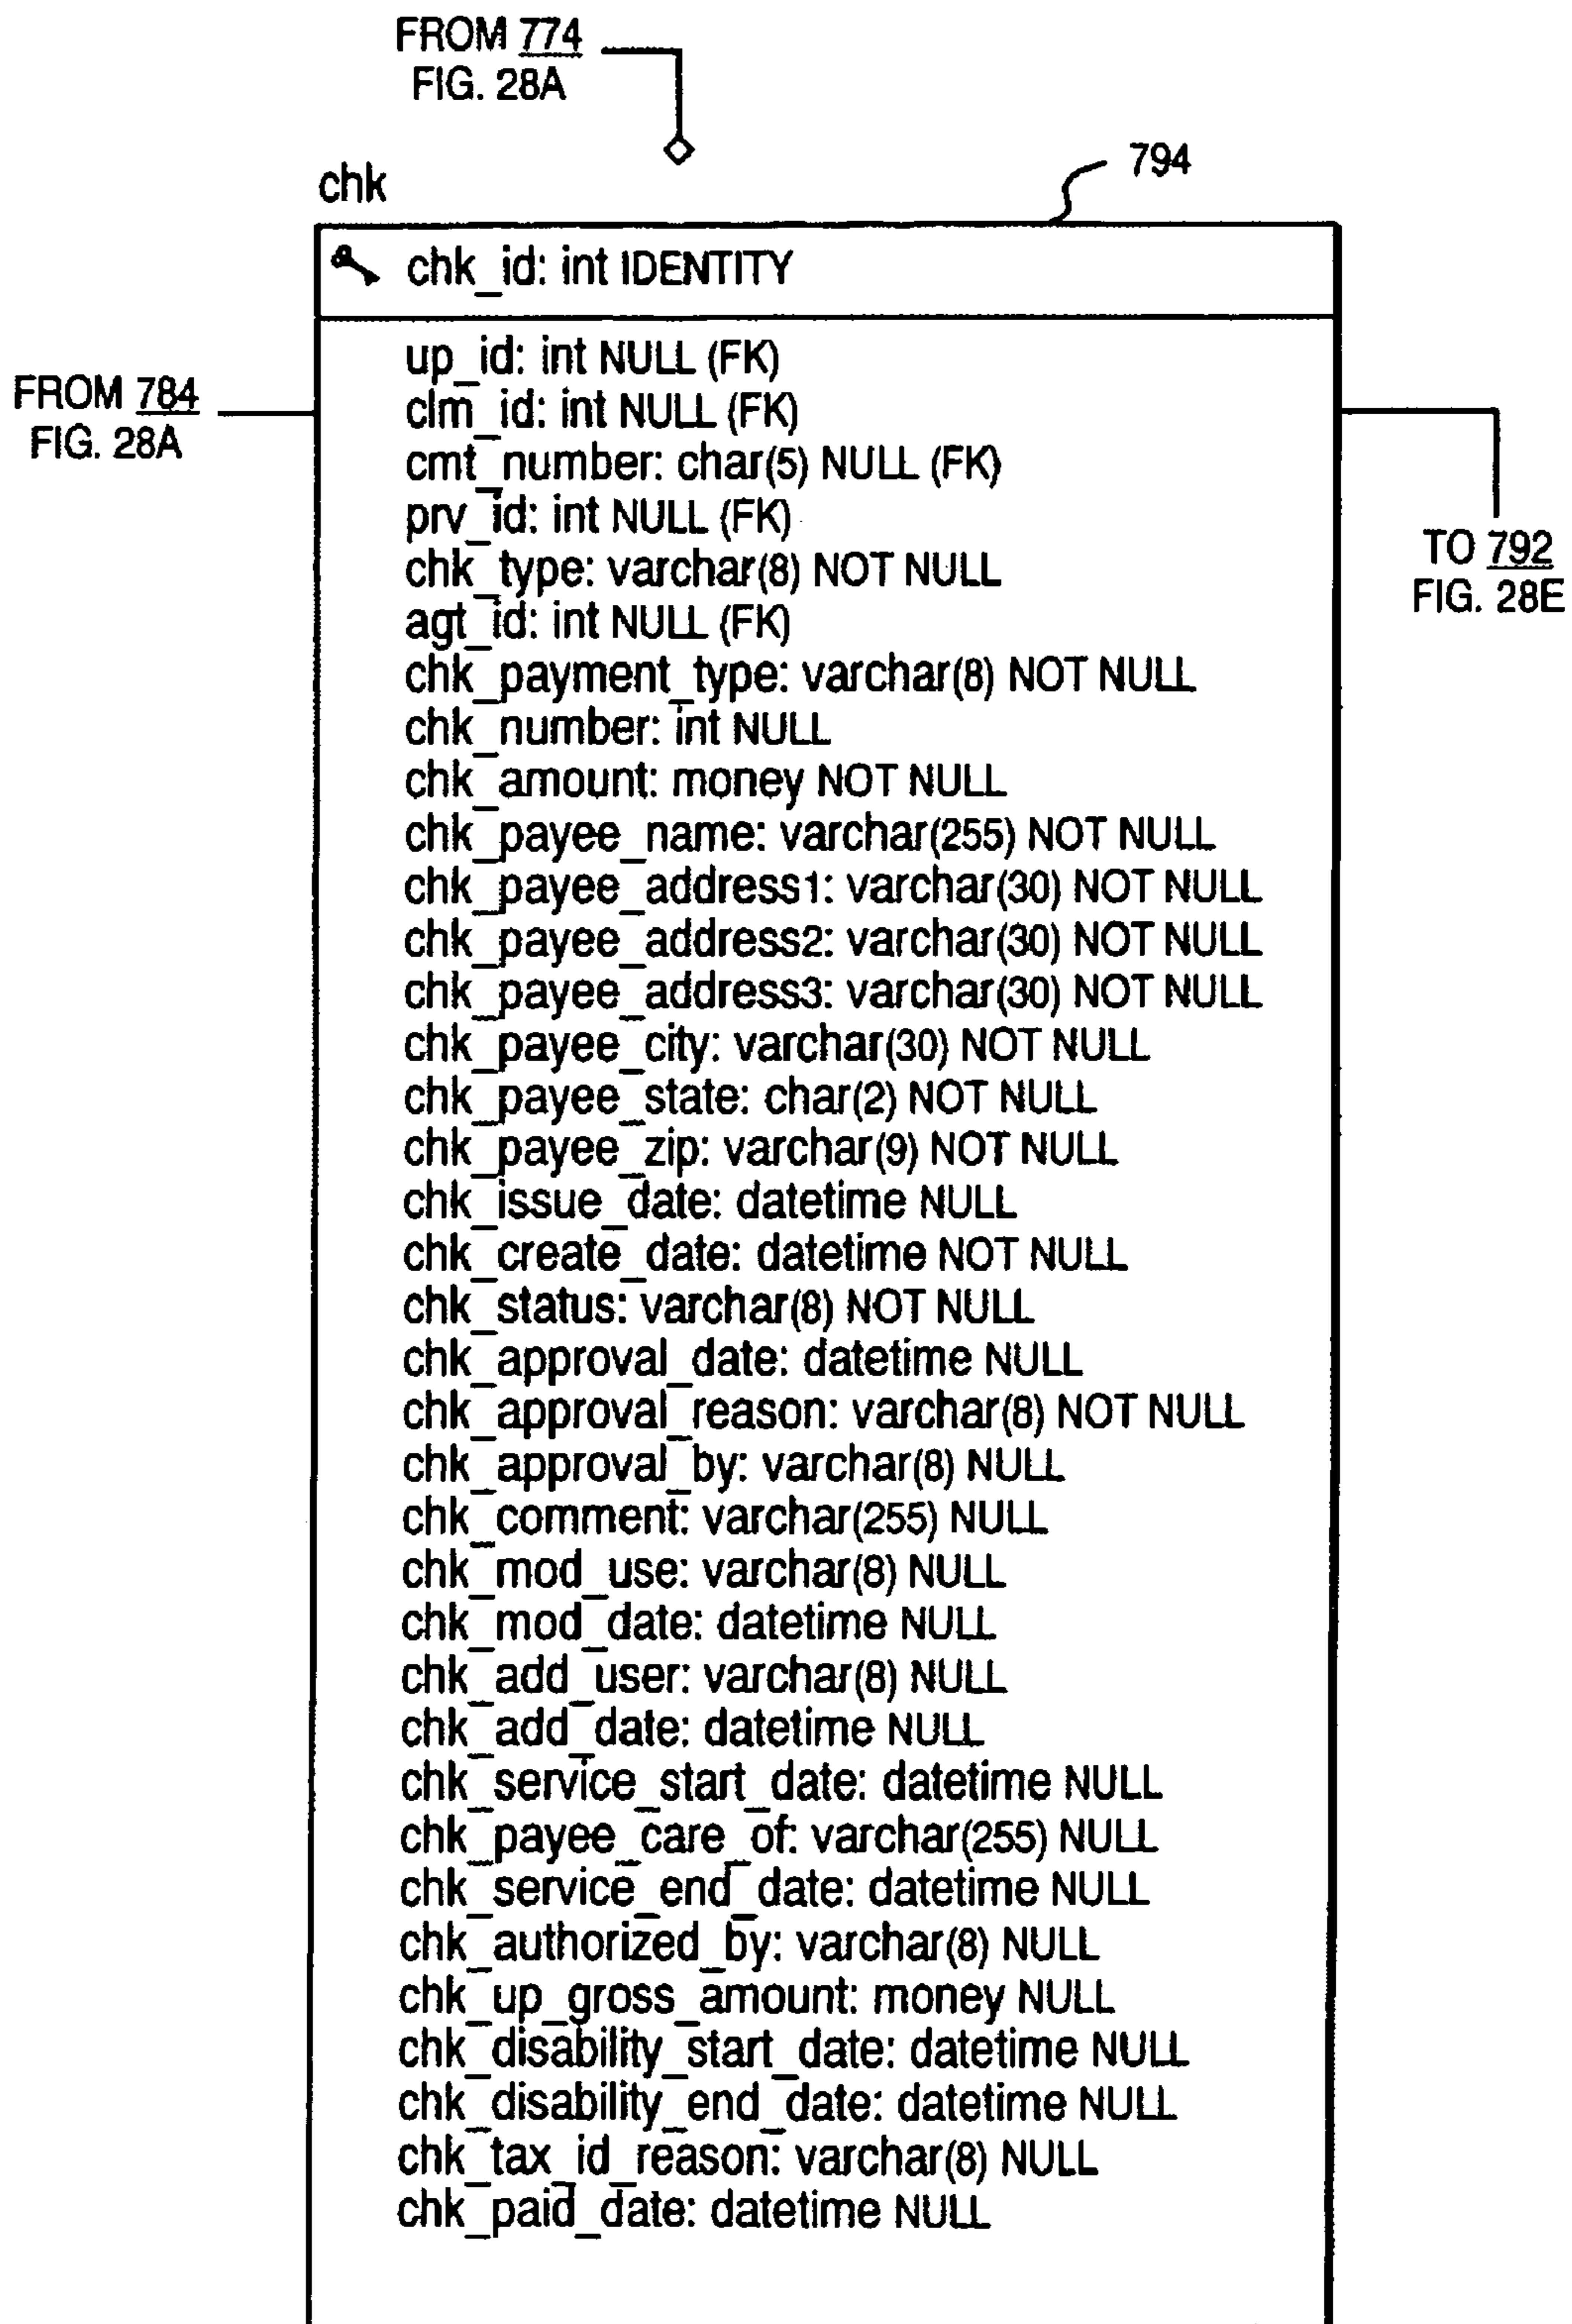 FROM 774
FIG. 28A
794
chk
chk_id: int IDENTITY
up_id: int NULL (FK)
clm_id: int NULL (FK)
cmt_number: char(5) NULL (FK)
prv_id: int NULL (FK)
chk_type: varchar(8) NOT NULL
agt_id: int NULL (FK)
chk_payment_type: varchar(8) NOT NULL
chk_number: int NULL
chk_amount: money NOT NULL
chk_payee_name: varchar(255) NOT NULL
chk_payee_address1: varchar(30) NOT NULL
chk_payee_address2: varchar(30) NOT NULL
chk_payee_address3: varchar(30) NOT NULL
chk_payee_city: varchar(30) NOT NULL
chk_payee_state: char(2) NOT NULL
chk_payee_zip: varchar(9) NOT NULL
chk_issue_date: datetime NULL
chk_create_date: datetime NOT NULL
chk_status: varchar(8) NOT NULL
chk_approval_date: datetime NULL
chk_approval_reason: varchar(8) NOT NULL
chk_approval_by: varchar(8) NULL
chk_comment: varchar(255) NULL
chk_mod_use: varchar(8) NULL
chk_mod_date: datetime NULL
chk_add_user: varchar(8) NULL
chk_add_date: datetime NULL
chk_service_start_date: datetime NULL
chk_payee_care_of: varchar(255) NULL
chk_service_end_date: datetime NULL
chk_authorized_by: varchar(8) NULL
chk_up_gross_amount: money NULL
chk_disability_start_date: datetime NULL
chk_disability_end_date: datetime NULL
chk_tax_id_reason: varchar(8) NULL
chk_paid_date: datetime NULL
FROM 784
FIG. 28A
TO 792
FIG. 28E